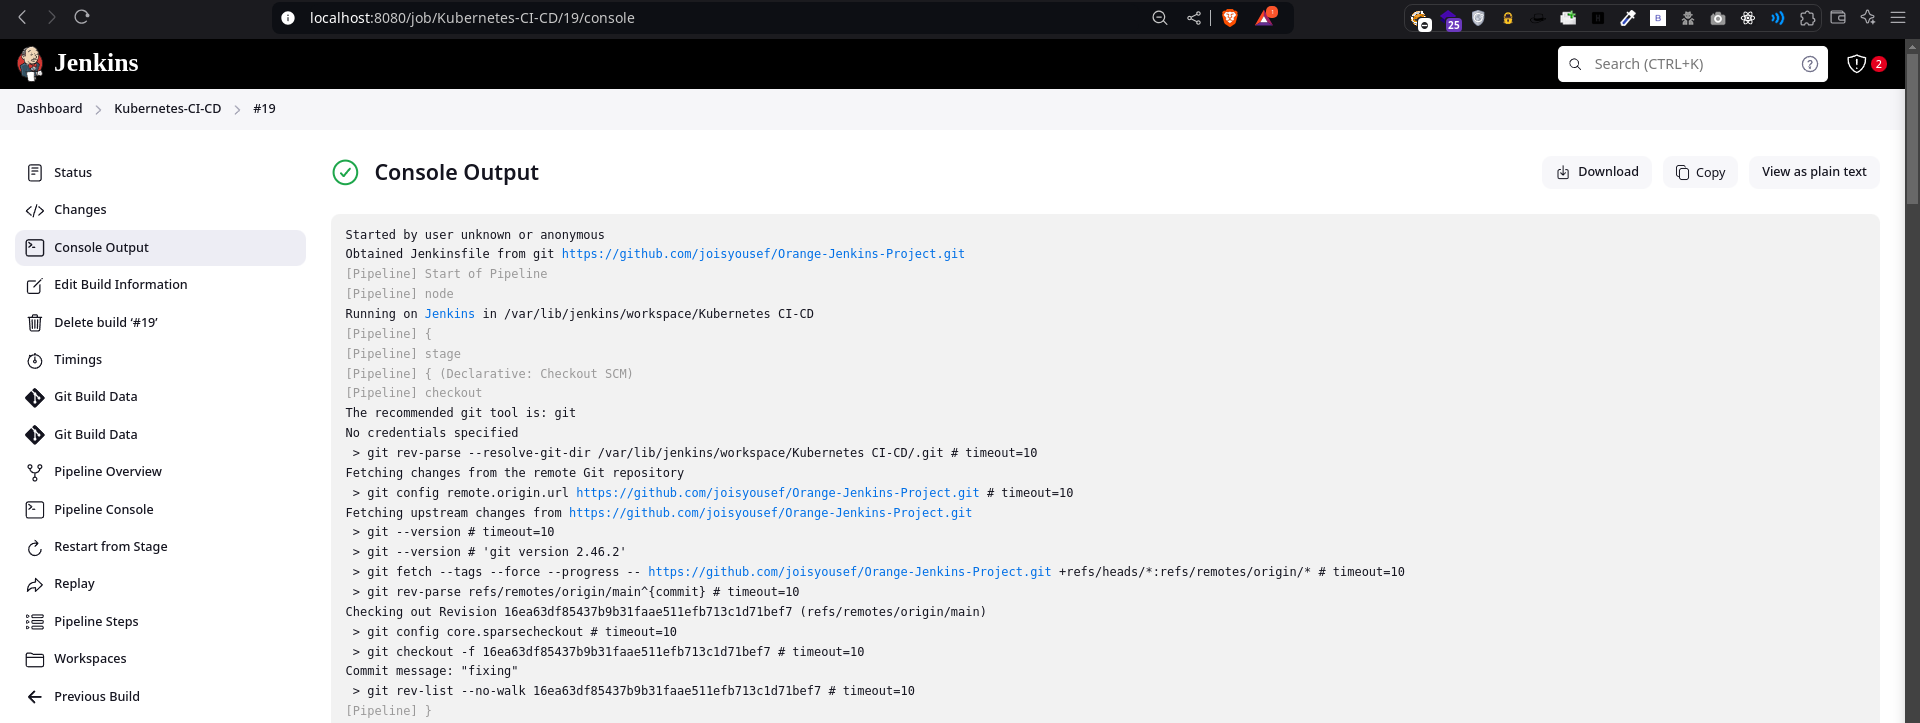 localhost:8080/job/Kubernetes-CI-CD/19/console
25
B
Jenkins
Search (CTRL+K)
?
2
Dashboard
Kubernetes-CI-CD
#19
Status
Changes
Console Output
Edit Build Information
Delete build ‘#19’
Timings
Git Build Data
Git Build Data
Pipeline Overview
Pipeline Console
Restart from Stage
Replay
Pipeline Steps
Workspaces
Previous Build
Console Output
Download
Copy
View as plain text
Started by user unknown or anonymous
Obtained Jenkinsfile from git https://github.com/joisyousef/Orange-Jenkins-Project.git
[Pipeline] Start of Pipeline
[Pipeline] node
Running on Jenkins in /var/lib/jenkins/workspace/Kubernetes CI-CD
[Pipeline] {
[Pipeline] stage
[Pipeline] { (Declarative: Checkout SCM)
[Pipeline] checkout
The recommended git tool is: git
No credentials specified
 > git rev-parse --resolve-git-dir /var/lib/jenkins/workspace/Kubernetes CI-CD/.git # timeout=10
Fetching changes from the remote Git repository
 > git config remote.origin.url https://github.com/joisyousef/Orange-Jenkins-Project.git # timeout=10
Fetching upstream changes from https://github.com/joisyousef/Orange-Jenkins-Project.git
 > git --version # timeout=10
 > git --version # 'git version 2.46.2'
 > git fetch --tags --force --progress -- https://github.com/joisyousef/Orange-Jenkins-Project.git +refs/heads/*:refs/remotes/origin/* # timeout=10
 > git rev-parse refs/remotes/origin/main^{commit} # timeout=10
Checking out Revision 16ea63df85437b9b31faae511efb713c1d71bef7 (refs/remotes/origin/main)
 > git config core.sparsecheckout # timeout=10
 > git checkout -f 16ea63df85437b9b31faae511efb713c1d71bef7 # timeout=10
Commit message: "fixing"
 > git rev-list --no-walk 16ea63df85437b9b31faae511efb713c1d71bef7 # timeout=10
[Pipeline] }